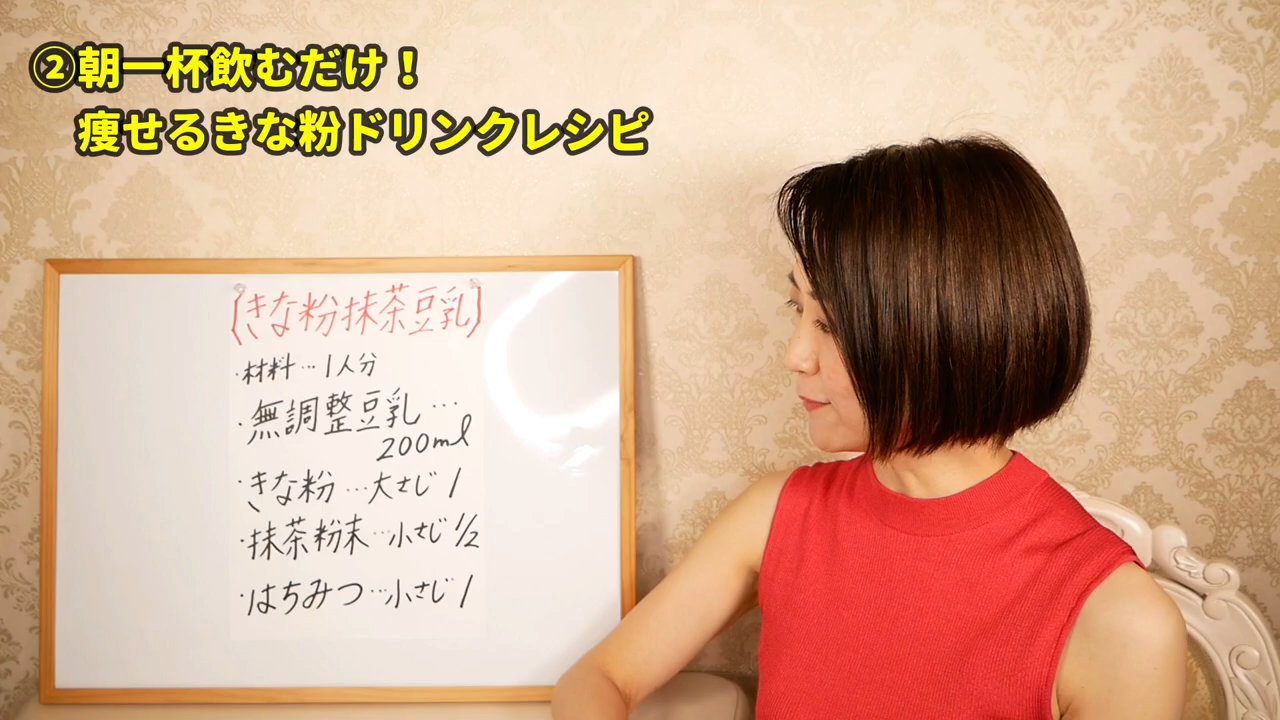 ②朝一杯飲むだけ！
痩せるきな粉ドリンクレシピ
【きな粉抹茶豆乳】
・材料…1人分
・無調整豆乳…
200ml
・きな粉…大さじ1
・抹茶粉末…小さじ1/2
・はちみつ…小さじ1